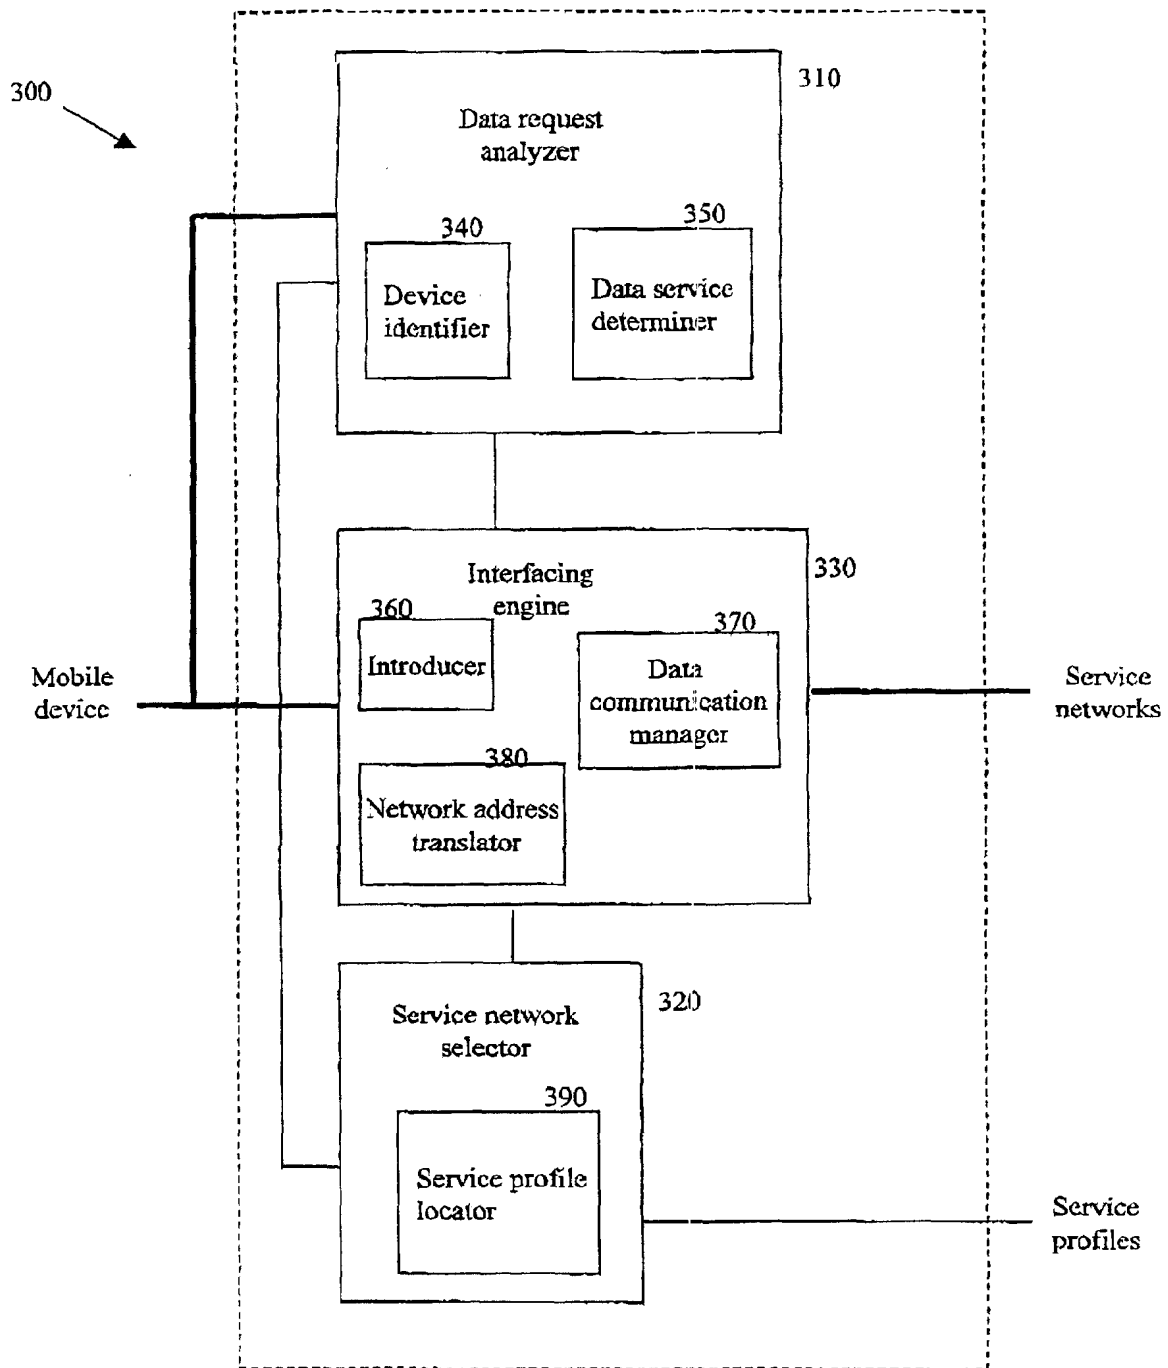 300
310
Data request
analyzer
340
350
Device
identifier
Data service
determiner
330
Interfacing
engine
360
370
Introducer
Data
communication
manager
Mobile
device
Service
networks
380
Network address
translator
320
Service network
selector
390
Service profile
locator
Service
profiles